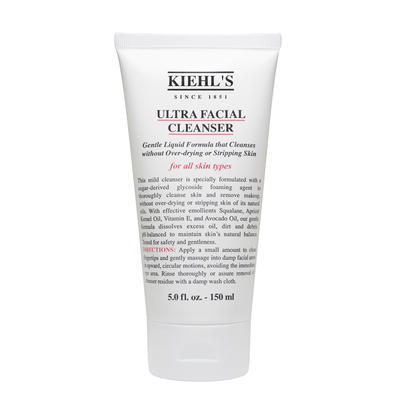 KIEHL'S
SINCE 1851
ULTRA FACIAL
CLEANSER
Gentle Liquid Formula that Cleanses
without Over-drying or Stripping Skin
for all skin types
This mild cleanser is specially formulated with a
sugar-derived glycoside foaming agent to
thoroughly cleanse skin and remove makeup
without over-drying or stripping skin of its natural
oils. With effective emollients Squalane, Apricot
Kernel Oil, Vitamin E, and Avocado Oil, our gentle
formula dissolves excess oil, dirt and debris.
pH-balanced to maintain skin's natural balance.
Tested for safety and gentleness.
DIRECTIONS: Apply a small amount to clean
fingertips and gently massage into damp facial area
in upward, circular motions, avoiding the immediate
eye area. Rinse thoroughly or assure removal of
cleanser residue with a damp wash cloth.
5.0 fl. oz. - 150 ml